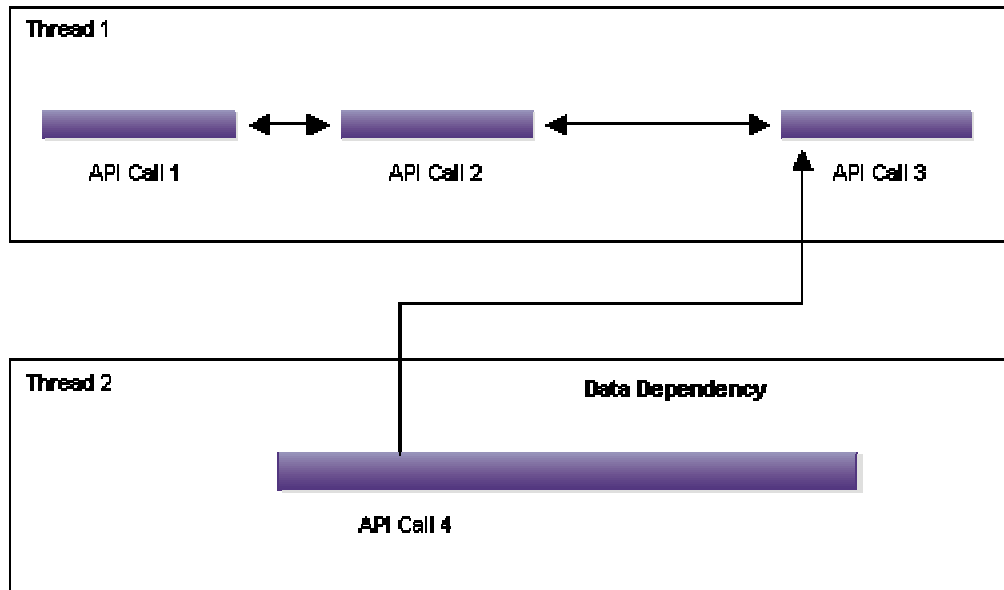 Thread 1
API Call 1
API Call 2
API Call 3
Thread 2
Data Dependency
API Call 4